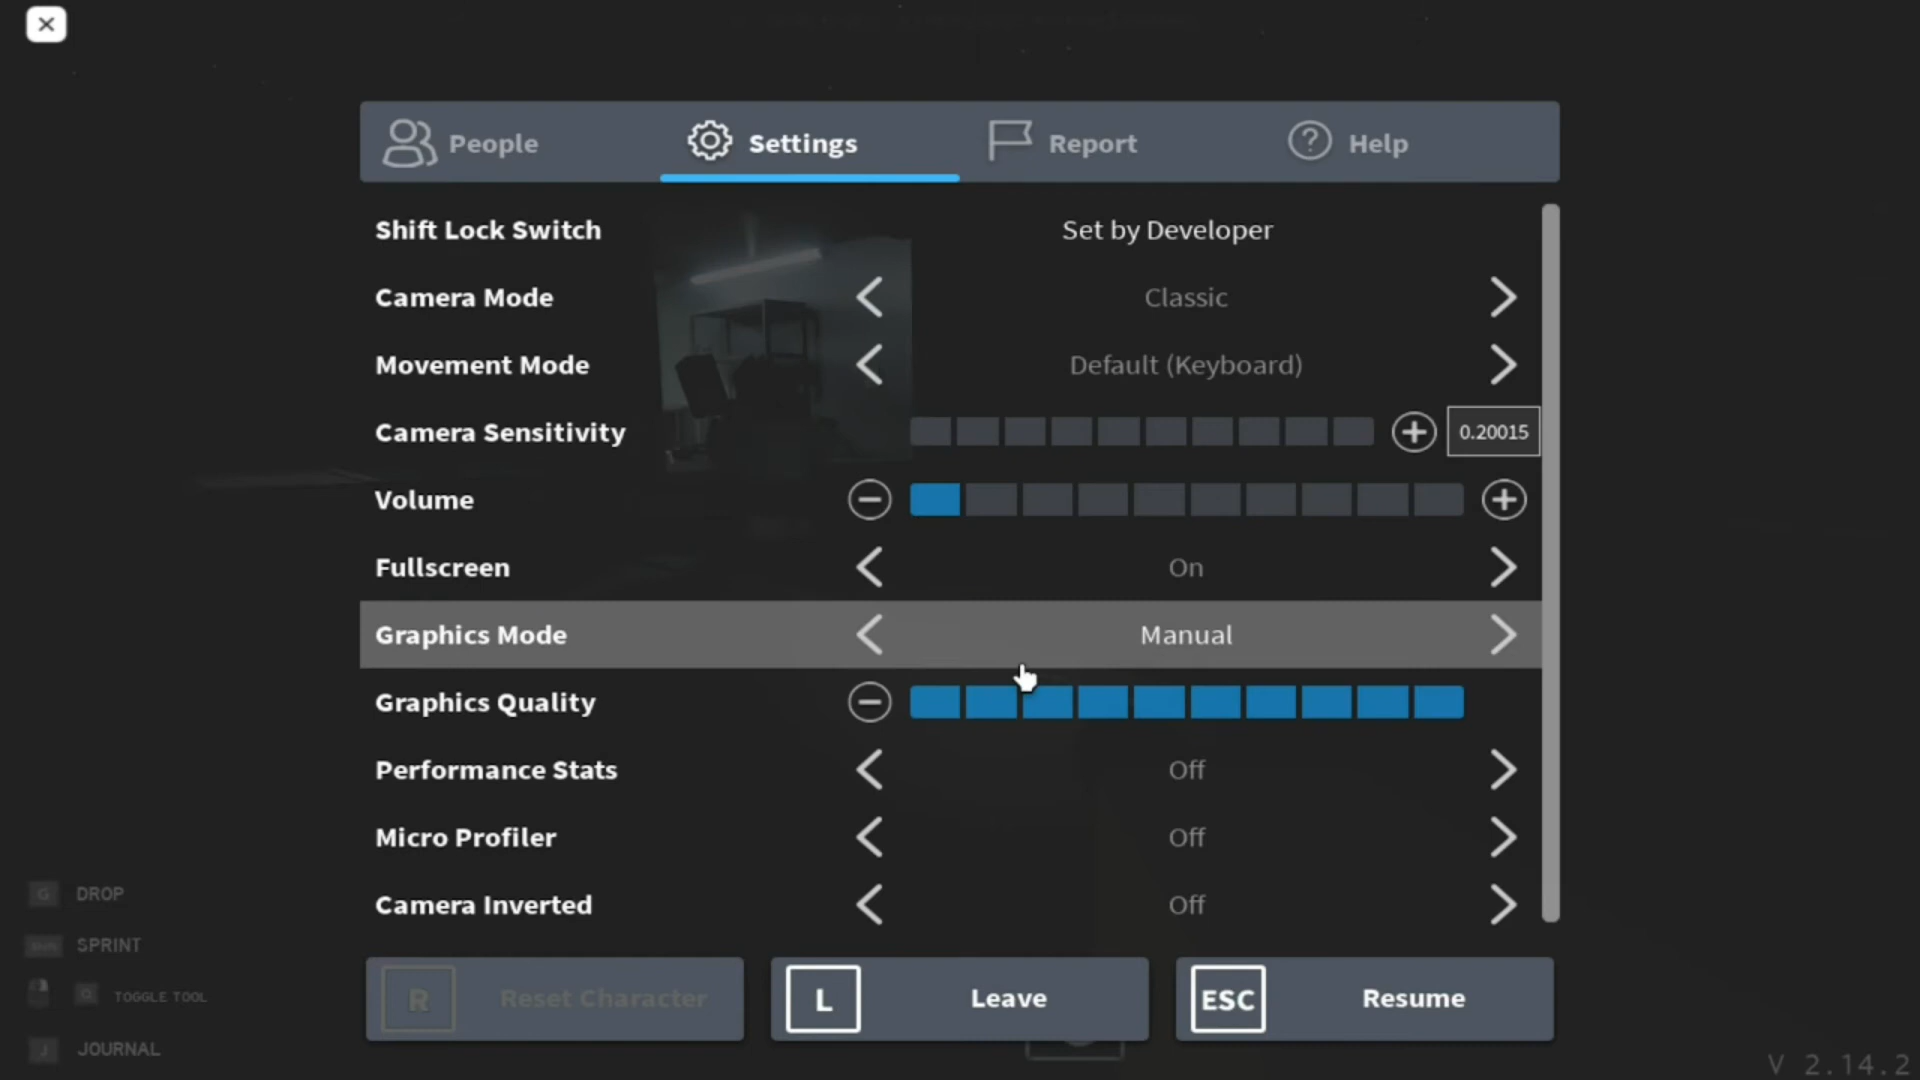 People Settings Report Help
Shift Lock Switch Set by Developer
Camera Mode Classic
Movement Mode Default (Keyboard)
Camera Sensitivity 0.20015
Volume
Fullscreen On
Graphics Mode Manual
Graphics Quality
Performance Stats Off
Micro Profiler Off
Camera Inverted Off
G DROP
SPRINT
Q TOGGLE TOOL
J JOURNAL
R Reset Character L Leave ESC Resume
V 2.14.2